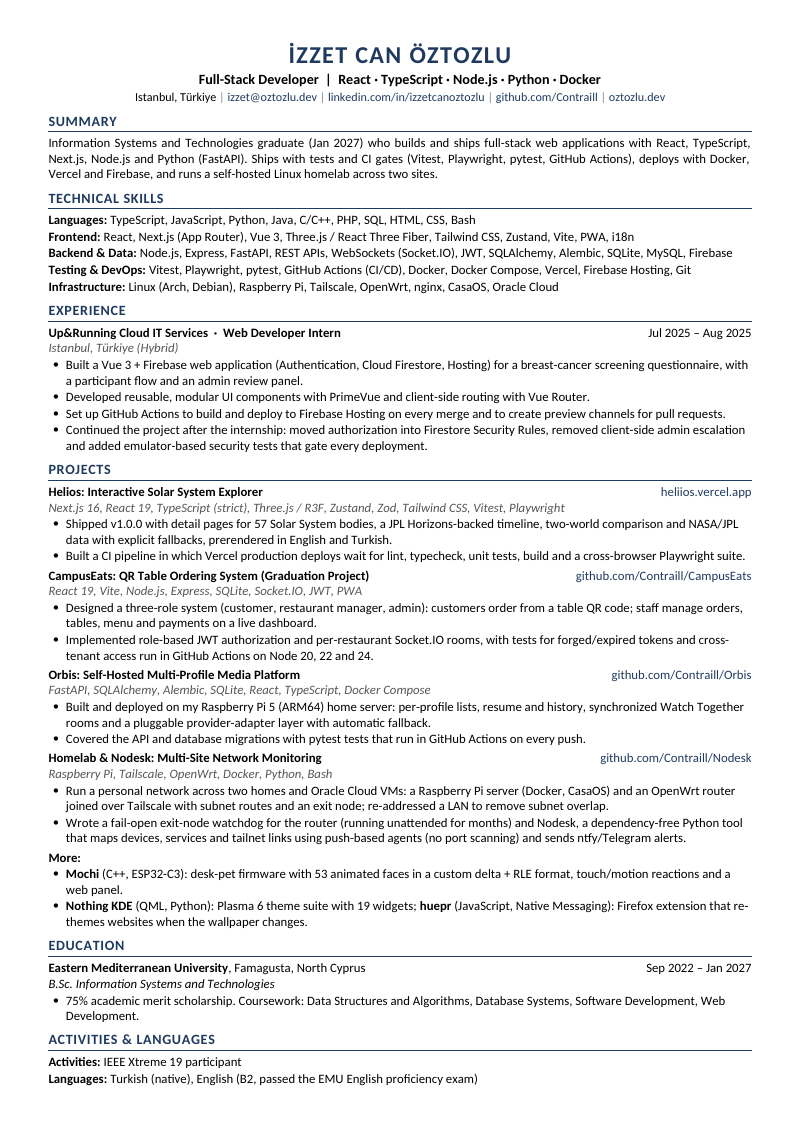 İZZET CAN ÖZTOZLU
Full-Stack Developer | React · TypeScript · Node.js · Python · Docker
Istanbul, Türkiye | izzet@oztozlu.dev | linkedin.com/in/izzetcanoztozlu | github.com/Contraill | oztozlu.dev
SUMMARY
Information Systems and Technologies graduate (Jan 2027) who builds and ships full-stack web applications with React, TypeScript,
Next.js, Node.js and Python (FastAPI). Ships with tests and CI gates (Vitest, Playwright, pytest, GitHub Actions), deploys with Docker,
Vercel and Firebase, and runs a self-hosted Linux homelab across two sites.
TECHNICAL SKILLS
Languages: TypeScript, JavaScript, Python, Java, C/C++, PHP, SQL, HTML, CSS, Bash
Frontend: React, Next.js (App Router), Vue 3, Three.js / React Three Fiber, Tailwind CSS, Zustand, Vite, PWA, i18n
Backend & Data: Node.js, Express, FastAPI, REST APIs, WebSockets (Socket.IO), JWT, SQLAlchemy, Alembic, SQLite, MySQL, Firebase
Testing & DevOps: Vitest, Playwright, pytest, GitHub Actions (CI/CD), Docker, Docker Compose, Vercel, Firebase Hosting, Git
Infrastructure: Linux (Arch, Debian), Raspberry Pi, Tailscale, OpenWrt, nginx, CasaOS, Oracle Cloud
EXPERIENCE
Up&Running Cloud IT Services · Web Developer Intern Jul 2025 – Aug 2025
Istanbul, Türkiye (Hybrid)
• Built a Vue 3 + Firebase web application (Authentication, Cloud Firestore, Hosting) for a breast-cancer screening questionnaire, with
a participant flow and an admin review panel.
• Developed reusable, modular UI components with PrimeVue and client-side routing with Vue Router.
• Set up GitHub Actions to build and deploy to Firebase Hosting on every merge and to create preview channels for pull requests.
• Continued the project after the internship: moved authorization into Firestore Security Rules, removed client-side admin escalation
and added emulator-based security tests that gate every deployment.
PROJECTS
Helios: Interactive Solar System Explorer heliios.vercel.app
Next.js 16, React 19, TypeScript (strict), Three.js / R3F, Zustand, Zod, Tailwind CSS, Vitest, Playwright
• Shipped v1.0.0 with detail pages for 57 Solar System bodies, a JPL Horizons-backed timeline, two-world comparison and NASA/JPL
data with explicit fallbacks, prerendered in English and Turkish.
• Built a CI pipeline in which Vercel production deploys wait for lint, typecheck, unit tests, build and a cross-browser Playwright suite.
CampusEats: QR Table Ordering System (Graduation Project) github.com/Contraill/CampusEats
React 19, Vite, Node.js, Express, SQLite, Socket.IO, JWT, PWA
• Designed a three-role system (customer, restaurant manager, admin): customers order from a table QR code; staff manage orders,
tables, menu and payments on a live dashboard.
• Implemented role-based JWT authorization and per-restaurant Socket.IO rooms, with tests for forged/expired tokens and cross-
tenant access run in GitHub Actions on Node 20, 22 and 24.
Orbis: Self-Hosted Multi-Profile Media Platform github.com/Contraill/Orbis
FastAPI, SQLAlchemy, Alembic, SQLite, React, TypeScript, Docker Compose
• Built and deployed on my Raspberry Pi 5 (ARM64) home server: per-profile lists, resume and history, synchronized Watch Together
rooms and a pluggable provider-adapter layer with automatic fallback.
• Covered the API and database migrations with pytest tests that run in GitHub Actions on every push.
Homelab & Nodesk: Multi-Site Network Monitoring github.com/Contraill/Nodesk
Raspberry Pi, Tailscale, OpenWrt, Docker, Python, Bash
• Run a personal network across two homes and Oracle Cloud VMs: a Raspberry Pi server (Docker, CasaOS) and an OpenWrt router
joined over Tailscale with subnet routes and an exit node; re-addressed a LAN to remove subnet overlap.
• Wrote a fail-open exit-node watchdog for the router (running unattended for months) and Nodesk, a dependency-free Python tool
that maps devices, services and tailnet links using push-based agents (no port scanning) and sends ntfy/Telegram alerts.
More:
• Mochi (C++, ESP32-C3): desk-pet firmware with 53 animated faces in a custom delta + RLE format, touch/motion reactions and a
web panel.
• Nothing KDE (QML, Python): Plasma 6 theme suite with 19 widgets; huepr (JavaScript, Native Messaging): Firefox extension that re-
themes websites when the wallpaper changes.
EDUCATION
Eastern Mediterranean University, Famagusta, North Cyprus Sep 2022 – Jan 2027
B.Sc. Information Systems and Technologies
• 75% academic merit scholarship. Coursework: Data Structures and Algorithms, Database Systems, Software Development, Web
Development.
ACTIVITIES & LANGUAGES
Activities: IEEE Xtreme 19 participant
Languages: Turkish (native), English (B2, passed the EMU English proficiency exam)